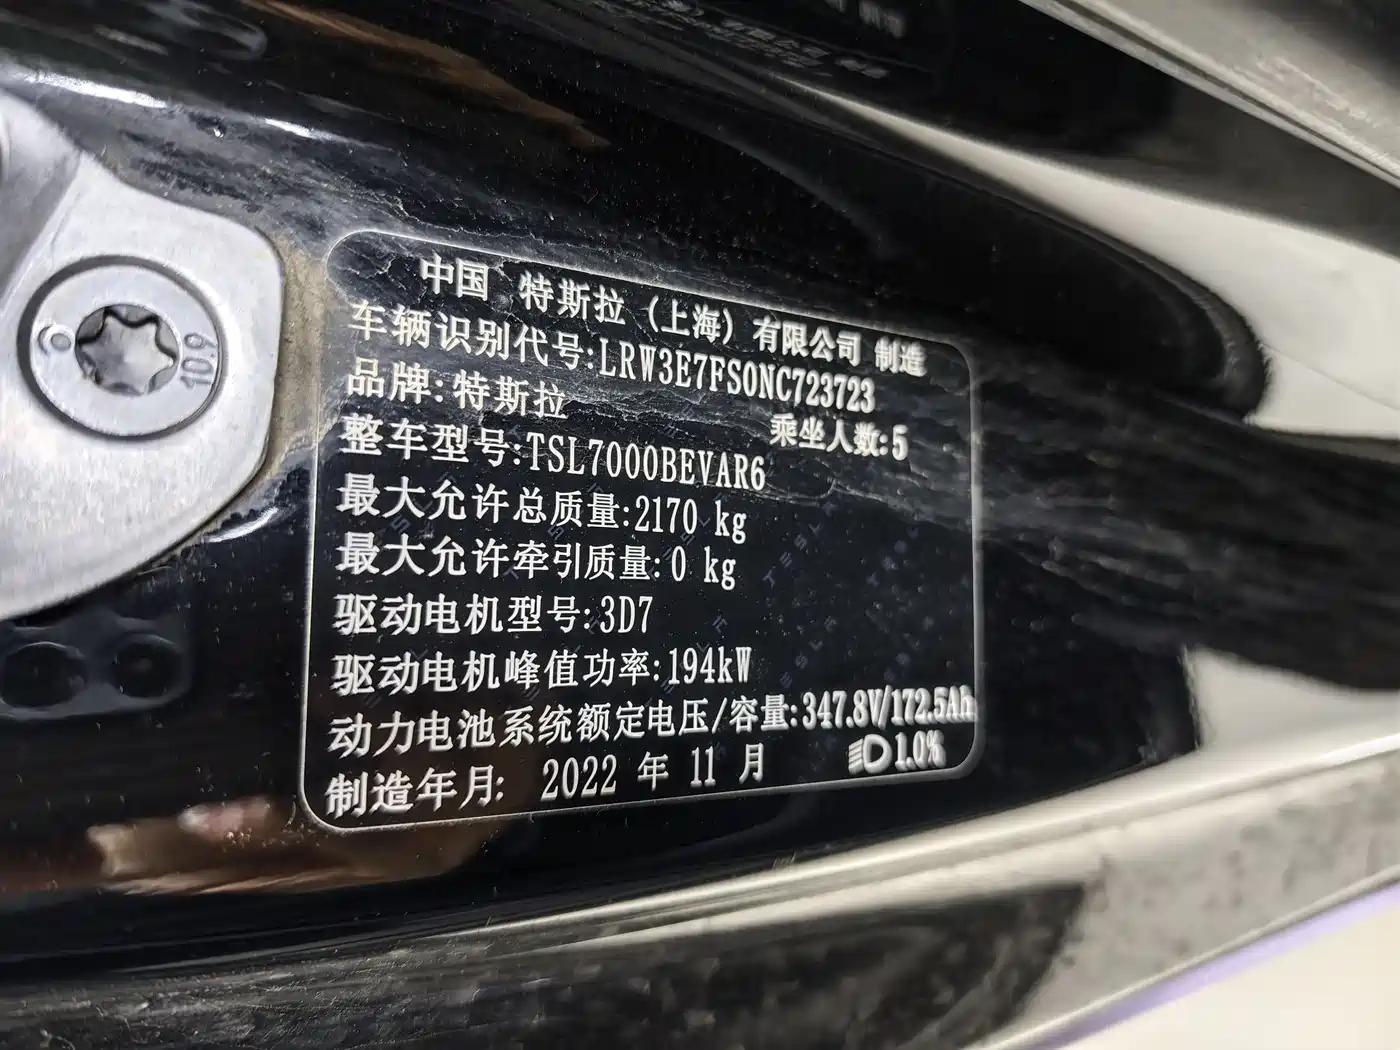 中国 特斯拉（上海）有限公司 制造
车辆识别代号:LRW3E7FS0NC723723
品牌:特斯拉
乘坐人数:5
整车型号:TSL7000BEVAR6
最大允许总质量:2170 kg
最大允许牵引质量:0 kg
驱动电机型号:3D7
驱动电机峰值功率:194kW
动力电池系统额定电压/容量:347.8V/172.5Ah
制造年月: 2022 年 11 月
1.0%
6
10.9